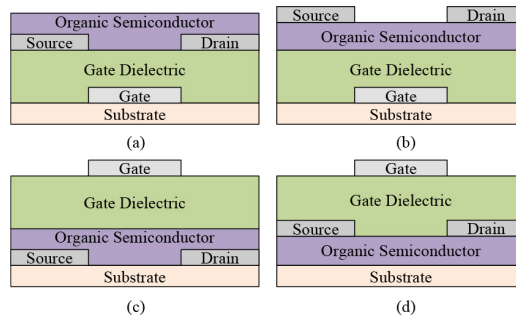 Organic Semiconductor
Source Drain
Gate Dielectric
Gate
Substrate
(a)
Source Drain
Organic Semiconductor
Gate Dielectric
Gate
Substrate
(b)
Gate
Gate Dielectric
Organic Semiconductor
Source Drain
Substrate
(c)
Gate
Gate Dielectric
Source Drain
Organic Semiconductor
Substrate
(d)